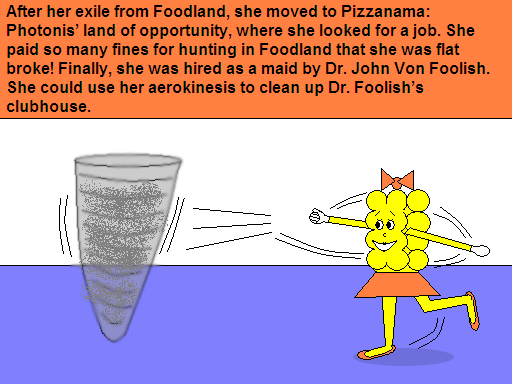 After her exile from Foodland, she moved to Pizzanama:
Photonis’ land of opportunity, where she looked for a job. She
paid so many fines for hunting in Foodland that she was flat
broke! Finally, she was hired as a maid by Dr. John Von Foolish.
She could use her aerokinesis to clean up Dr. Foolish’s
clubhouse.